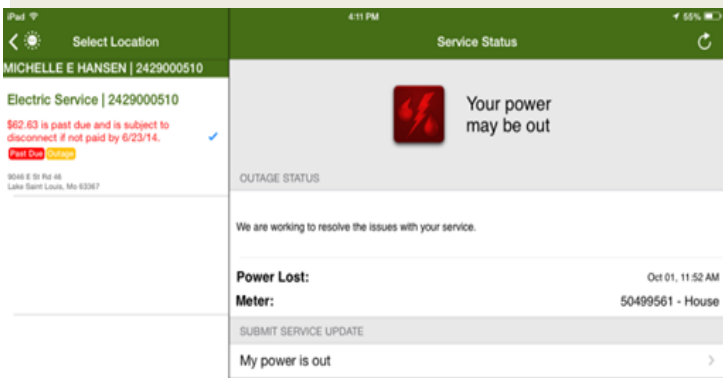 iPad
4:11 PM
55%
Select Location
Service Status
MICHELLE E HANSEN | 2429000510
Electric Service | 2429000510
$62.63 is past due and is subject to
disconnect if not paid by 6/23/14.
Past Due Outage
9046 E St Rd 46
Lake Saint Louis, Mo 63367
Your power
may be out
OUTAGE STATUS
We are working to resolve the issues with your service.
Power Lost: Oct 01, 11:52 AM
Meter: 50499561 - House
SUBMIT SERVICE UPDATE
My power is out